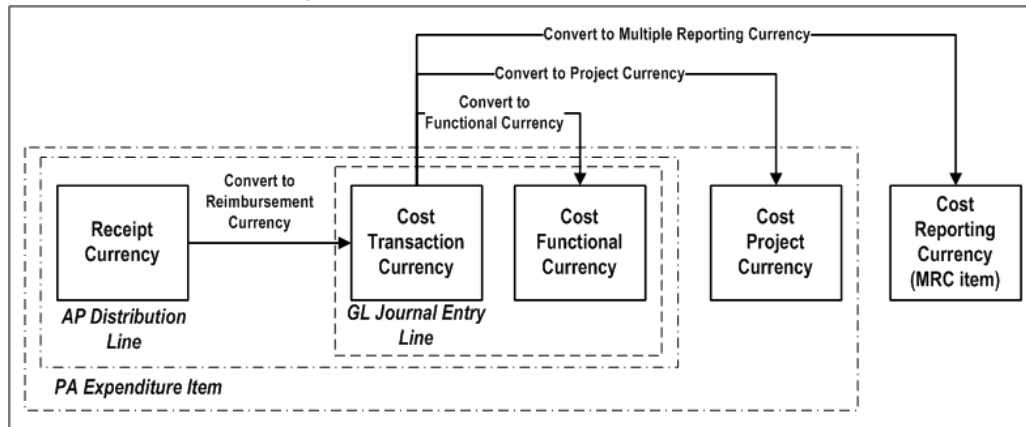 Convert to Multiple Reporting Currency
Convert to Project Currency
Convert to
Functional Currency
Convert to
Reimbursement
Currency
Receipt
Currency
Cost
Transaction
Currency
Cost
Functional
Currency
Cost
Project
Currency
Cost
Reporting
Currency
(MRC item)
AP Distribution
Line
GL Journal Entry
Line
PA Expenditure Item